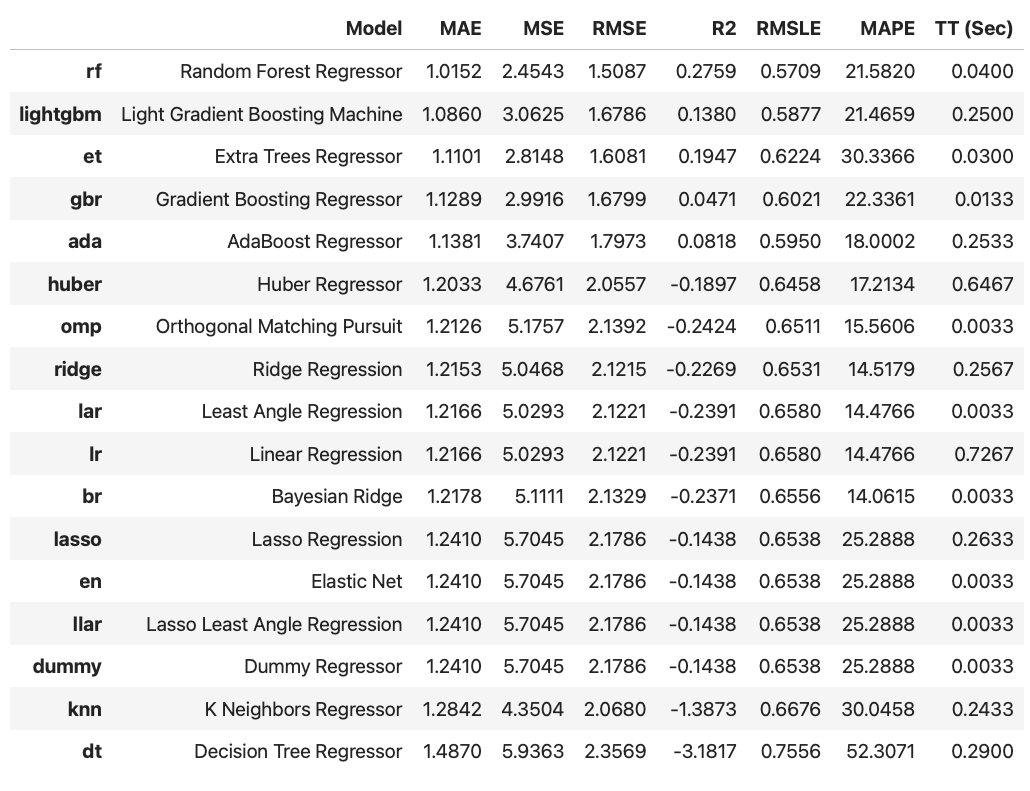 Model MAE MSE RMSE R2 RMSLE MAPE TT (Sec)
rf Random Forest Regressor 1.0152 2.4543 1.5087 0.2759 0.5709 21.5820 0.0400
lightgbm Light Gradient Boosting Machine 1.0860 3.0625 1.6786 0.1380 0.5877 21.4659 0.2500
et Extra Trees Regressor 1.1101 2.8148 1.6081 0.1947 0.6224 30.3366 0.0300
gbr Gradient Boosting Regressor 1.1289 2.9916 1.6799 0.0471 0.6021 22.3361 0.0133
ada AdaBoost Regressor 1.1381 3.7407 1.7973 0.0818 0.5950 18.0002 0.2533
huber Huber Regressor 1.2033 4.6761 2.0557 -0.1897 0.6458 17.2134 0.6467
omp Orthogonal Matching Pursuit 1.2126 5.1757 2.1392 -0.2424 0.6511 15.5606 0.0033
ridge Ridge Regression 1.2153 5.0468 2.1215 -0.2269 0.6531 14.5179 0.2567
lar Least Angle Regression 1.2166 5.0293 2.1221 -0.2391 0.6580 14.4766 0.0033
lr Linear Regression 1.2166 5.0293 2.1221 -0.2391 0.6580 14.4766 0.7267
br Bayesian Ridge 1.2178 5.1111 2.1329 -0.2371 0.6556 14.0615 0.0033
lasso Lasso Regression 1.2410 5.7045 2.1786 -0.1438 0.6538 25.2888 0.2633
en Elastic Net 1.2410 5.7045 2.1786 -0.1438 0.6538 25.2888 0.0033
llar Lasso Least Angle Regression 1.2410 5.7045 2.1786 -0.1438 0.6538 25.2888 0.0033
dummy Dummy Regressor 1.2410 5.7045 2.1786 -0.1438 0.6538 25.2888 0.0033
knn K Neighbors Regressor 1.2842 4.3504 2.0680 -1.3873 0.6676 30.0458 0.2433
dt Decision Tree Regressor 1.4870 5.9363 2.3569 -3.1817 0.7556 52.3071 0.2900